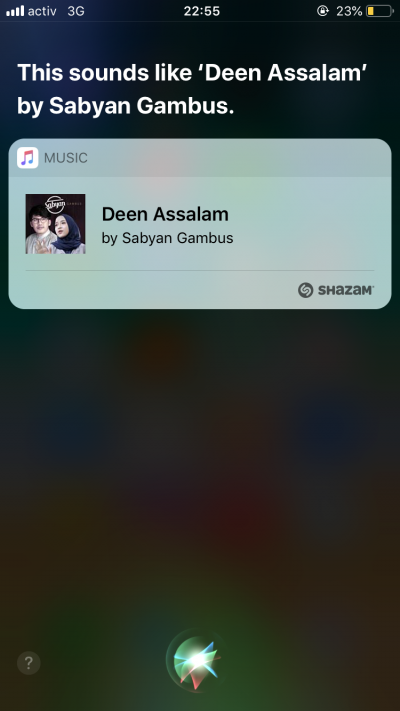 activ 3G 22:55 23%
This sounds like ‘Deen Assalam’
by Sabyan Gambus.
MUSIC
Sabyan
Deen Assalam
by Sabyan Gambus
SHAZAM
?